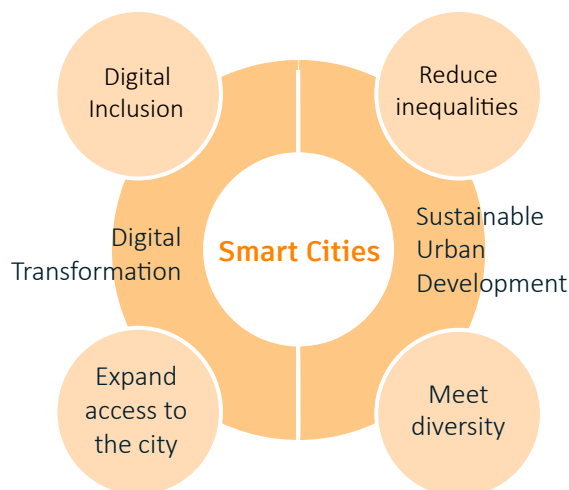 Digital
Inclusion
Reduce
inequalities
Digital
Transformation
Smart Cities
Sustainable
Urban
Development
Expand
access to
the city
Meet
diversity